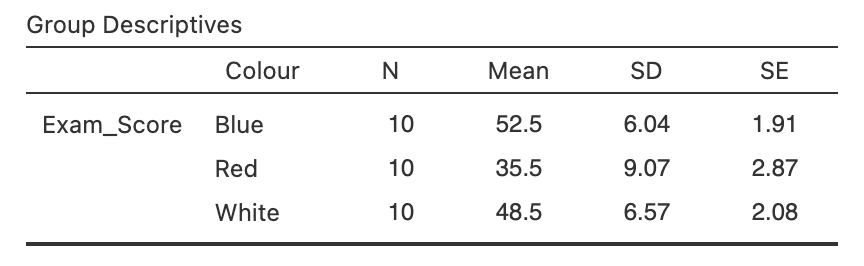 Group Descriptives
Colour N Mean SD SE
Exam_Score Blue 10 52.5 6.04 1.91
Red 10 35.5 9.07 2.87
White 10 48.5 6.57 2.08